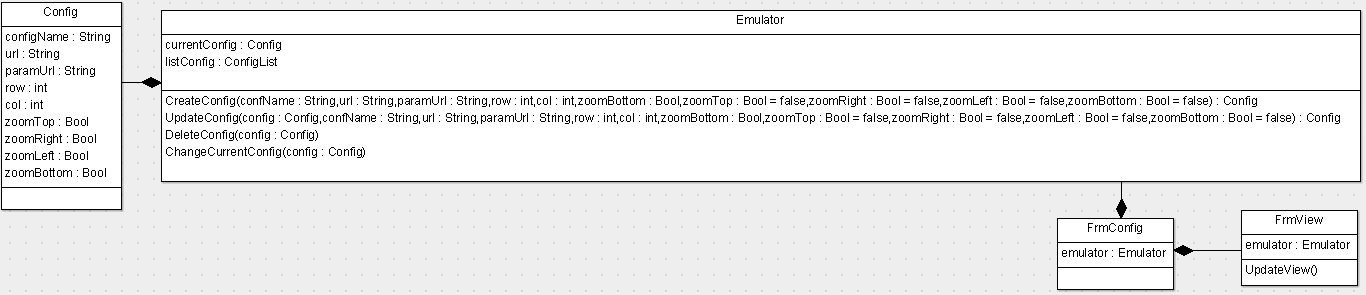 Config
configName : String
url : String
paramUrl : String
row : int
col : int
zoomTop : Bool
zoomRight : Bool
zoomLeft : Bool
zoomBottom : Bool
Emulator
currentConfig : Config
listConfig : ConfigList
CreateConfig(confName : String,url : String,paramUrl : String,row : int,col : int,zoomBottom : Bool,zoomTop : Bool = false,zoomRight : Bool = false,zoomLeft : Bool = false,zoomBottom : Bool = false) : Config
UpdateConfig(config : Config,confName : String,url : String,paramUrl : String,row : int,col : int,zoomBottom : Bool,zoomTop : Bool = false,zoomRight : Bool = false,zoomLeft : Bool = false,zoomBottom : Bool = false) : Config
DeleteConfig(config : Config)
ChangeCurrentConfig(config : Config)
FrmConfig
emulator : Emulator
FrmView
emulator : Emulator
UpdateView()